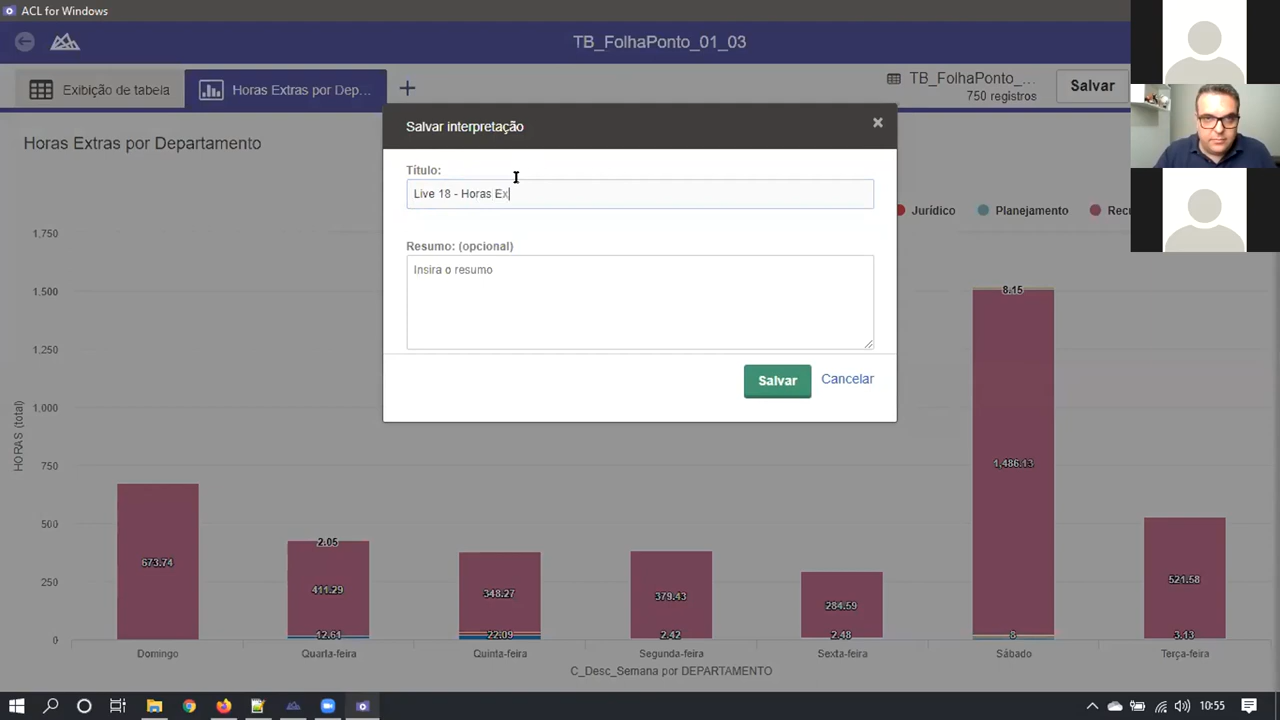 ACL for Windows
TB_FolhaPonto_01_03
Exibição de tabela
Horas Extras por Dep...
TB_FolhaPonto_...
750 registros
Salvar
Horas Extras por Departamento
Salvar interpretação
Título:
Live 18 - Horas Ex
Resumo: (opcional)
Insira o resumo
Salvar
Cancelar
Jurídico
Planejamento
HORAS (total)
1,750
1,500
1,250
1,000
750
500
250
0
673.74
2.05
411.29
12.61
348.27
22.09
379.43
2.42
284.59
2.48
8.15
1,486.13
8
521.58
3.13
Domingo
Quarta-feira
Quinta-feira
Segunda-feira
Sexta-feira
Sábado
Terça-feira
C_Desc_Semana por DEPARTAMENTO
10:55